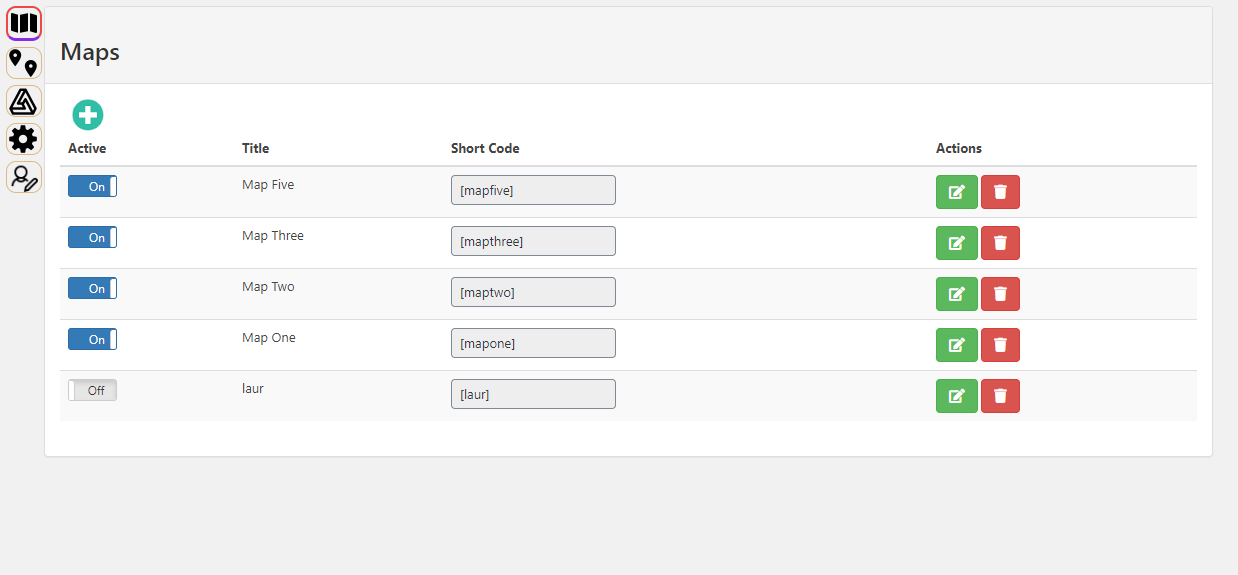 Maps
Active Title Short Code Actions
On Map Five [mapfive]
On Map Three [mapthree]
On Map Two [maptwo]
On Map One [mapone]
Off laur [laur]